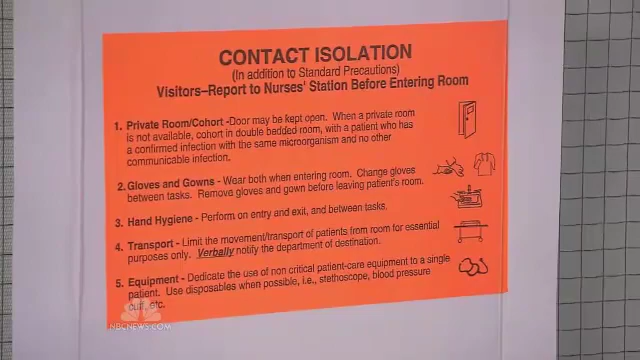 CONTACT ISOLATION
(In addition to Standard Precautions)
Visitors–Report to Nurses' Station Before Entering Room
1. Private Room/Cohort -Door may be kept open. When a private room
is not available, cohort in double bedded room, with a patient who has
a confirmed infection with the same microorganism and no other
communicable infection.
2. Gloves and Gowns - Wear both when entering room. Change gloves
between tasks. Remove gloves and gown before leaving patient's room.
3. Hand Hygiene - Perform on entry and exit, and between tasks.
4. Transport - Limit the movement/transport of patients from room for essential
purposes only. Verbally notify the department of destination.
5. Equipment - Dedicate the use of non critical patient-care equipment to a single
patient. Use disposables when possible, i.e., stethoscope, blood pressure
cuff, etc.
NBCNEWS.COM